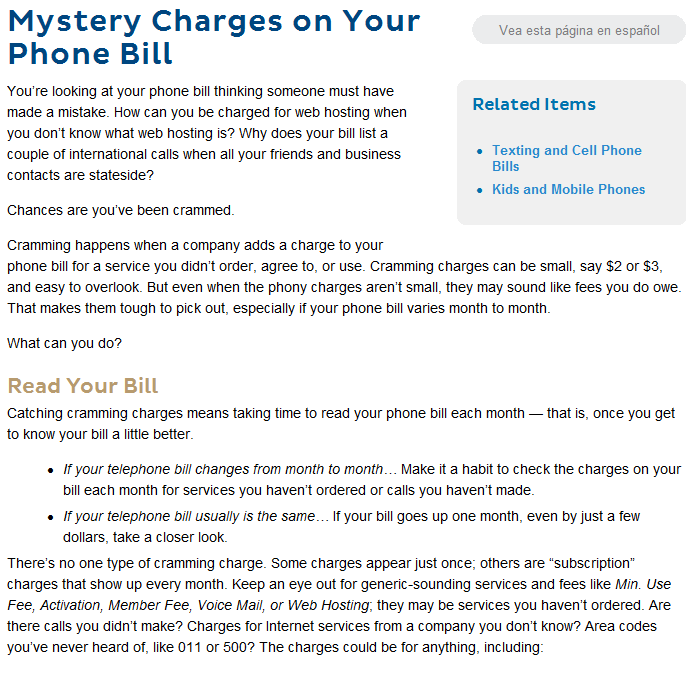 Mystery Charges on Your
Phone Bill
Vea esta página en español
You’re looking at your phone bill thinking someone must have
made a mistake. How can you be charged for web hosting when
you don’t know what web hosting is? Why does your bill list a
couple of international calls when all your friends and business
contacts are stateside?
Related Items
• Texting and Cell Phone
Bills
• Kids and Mobile Phones
Chances are you’ve been crammed.
Cramming happens when a company adds a charge to your
phone bill for a service you didn’t order, agree to, or use. Cramming charges can be small, say $2 or $3,
and easy to overlook. But even when the phony charges aren’t small, they may sound like fees you do owe.
That makes them tough to pick out, especially if your phone bill varies month to month.
What can you do?
Read Your Bill
Catching cramming charges means taking time to read your phone bill each month — that is, once you get
to know your bill a little better.
• If your telephone bill changes from month to month… Make it a habit to check the charges on your
bill each month for services you haven’t ordered or calls you haven’t made.
• If your telephone bill usually is the same… If your bill goes up one month, even by just a few
dollars, take a closer look.
There’s no one type of cramming charge. Some charges appear just once; others are “subscription”
charges that show up every month. Keep an eye out for generic-sounding services and fees like Min. Use
Fee, Activation, Member Fee, Voice Mail, or Web Hosting; they may be services you haven’t ordered. Are
there calls you didn’t make? Charges for Internet services from a company you don’t know? Area codes
you’ve never heard of, like 011 or 500? The charges could be for anything, including: